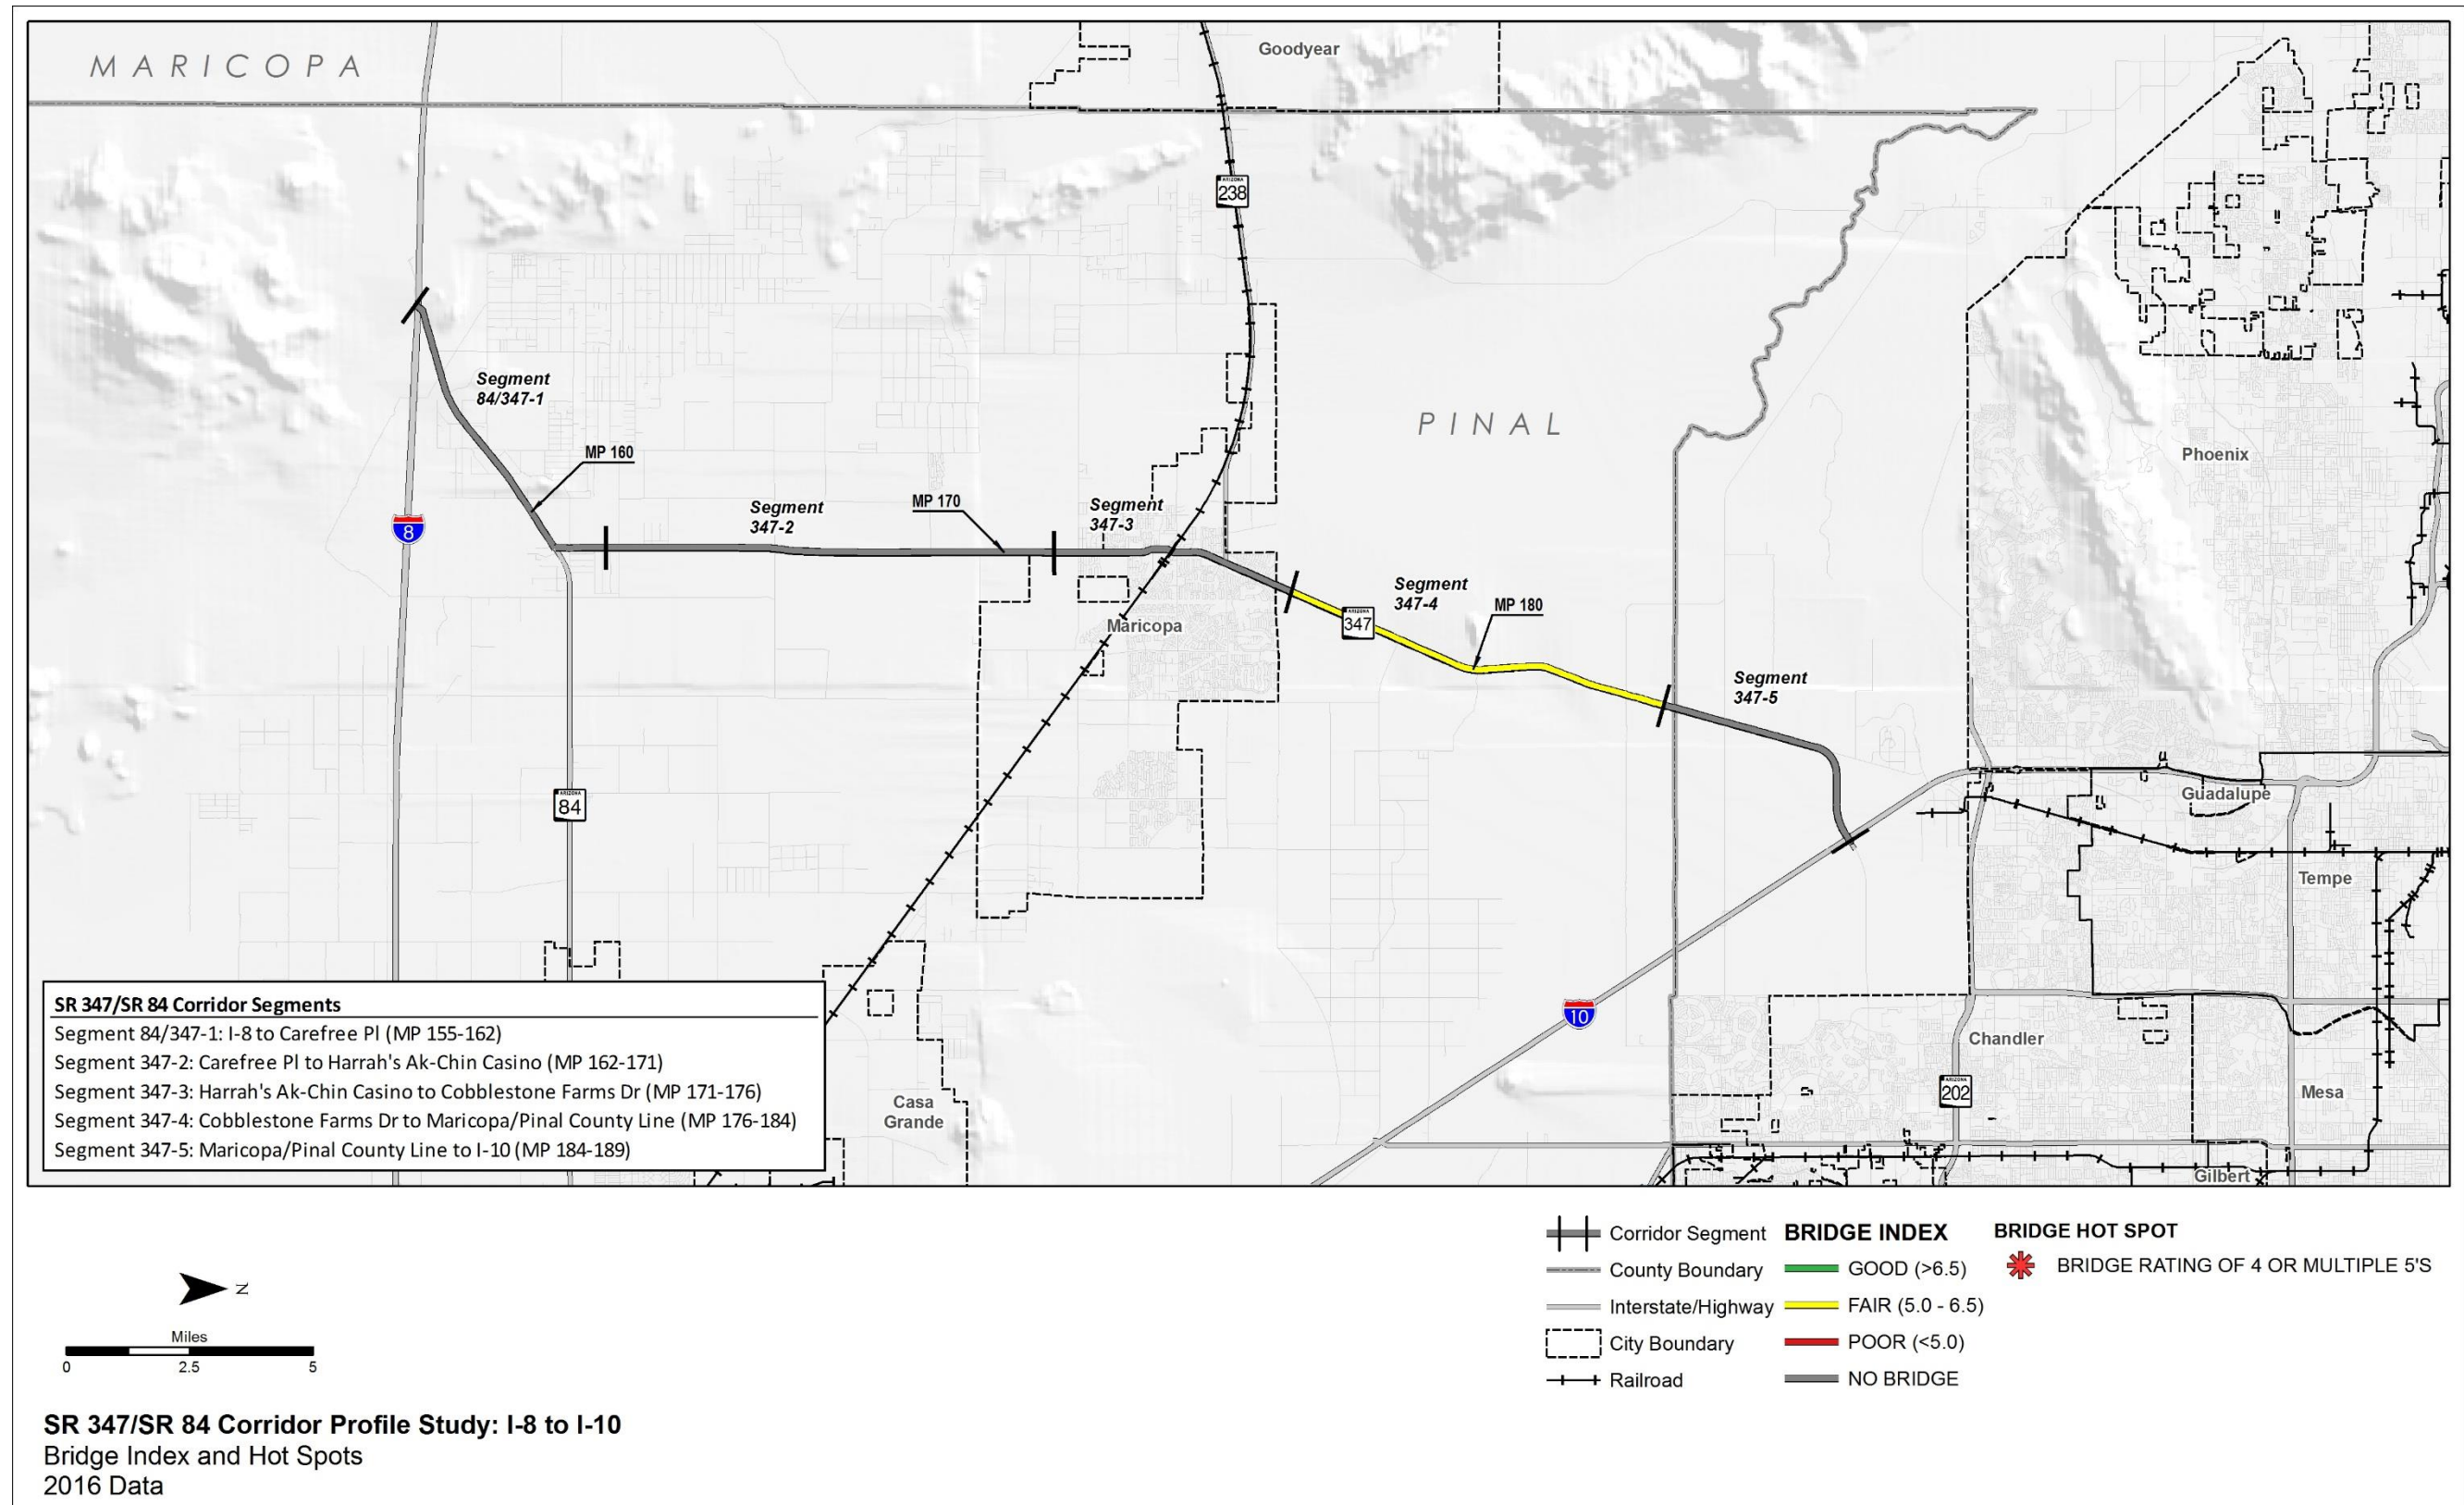 MARICOPA
Goodyear
ARIZONA
238
Segment
84/347-1
PINAL
Phoenix
MP 160
Segment
347-2
MP 170
Segment
347-3
8
Segment
347-4
MP 180
ARIZONA
347
Maricopa
Segment
347-5
ARIZONA
84
Guadalupe
Tempe
10
Chandler
ARIZONA
202
Mesa
Casa
Grande
Gilbert
SR 347/SR 84 Corridor Segments
Segment 84/347-1: I-8 to Carefree Pl (MP 155-162)
Segment 347-2: Carefree Pl to Harrah's Ak-Chin Casino (MP 162-171)
Segment 347-3: Harrah's Ak-Chin Casino to Cobblestone Farms Dr (MP 171-176)
Segment 347-4: Cobblestone Farms Dr to Maricopa/Pinal County Line (MP 176-184)
Segment 347-5: Maricopa/Pinal County Line to I-10 (MP 184-189)
Corridor Segment
County Boundary
Interstate/Highway
City Boundary
Railroad
BRIDGE INDEX
GOOD (>6.5)
FAIR (5.0 - 6.5)
POOR (<5.0)
NO BRIDGE
BRIDGE HOT SPOT
BRIDGE RATING OF 4 OR MULTIPLE 5'S
N
Miles
0 2.5 5
SR 347/SR 84 Corridor Profile Study: I-8 to I-10
Bridge Index and Hot Spots
2016 Data